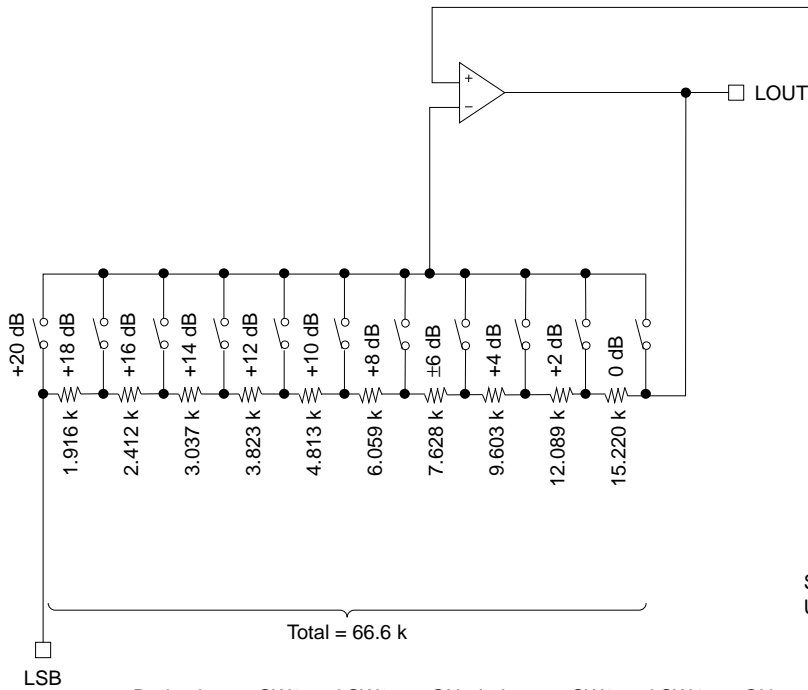 +
−
LOUT
+20 dB
+18 dB
+16 dB
+14 dB
+12 dB
+10 dB
+8 dB
±6 dB
+4 dB
+2 dB
0 dB
1.916 k
2.412 k
3.037 k
3.823 k
4.813 k
6.059 k
7.628 k
9.603 k
12.089 k
15.220 k
Total = 66.6 k
LSB